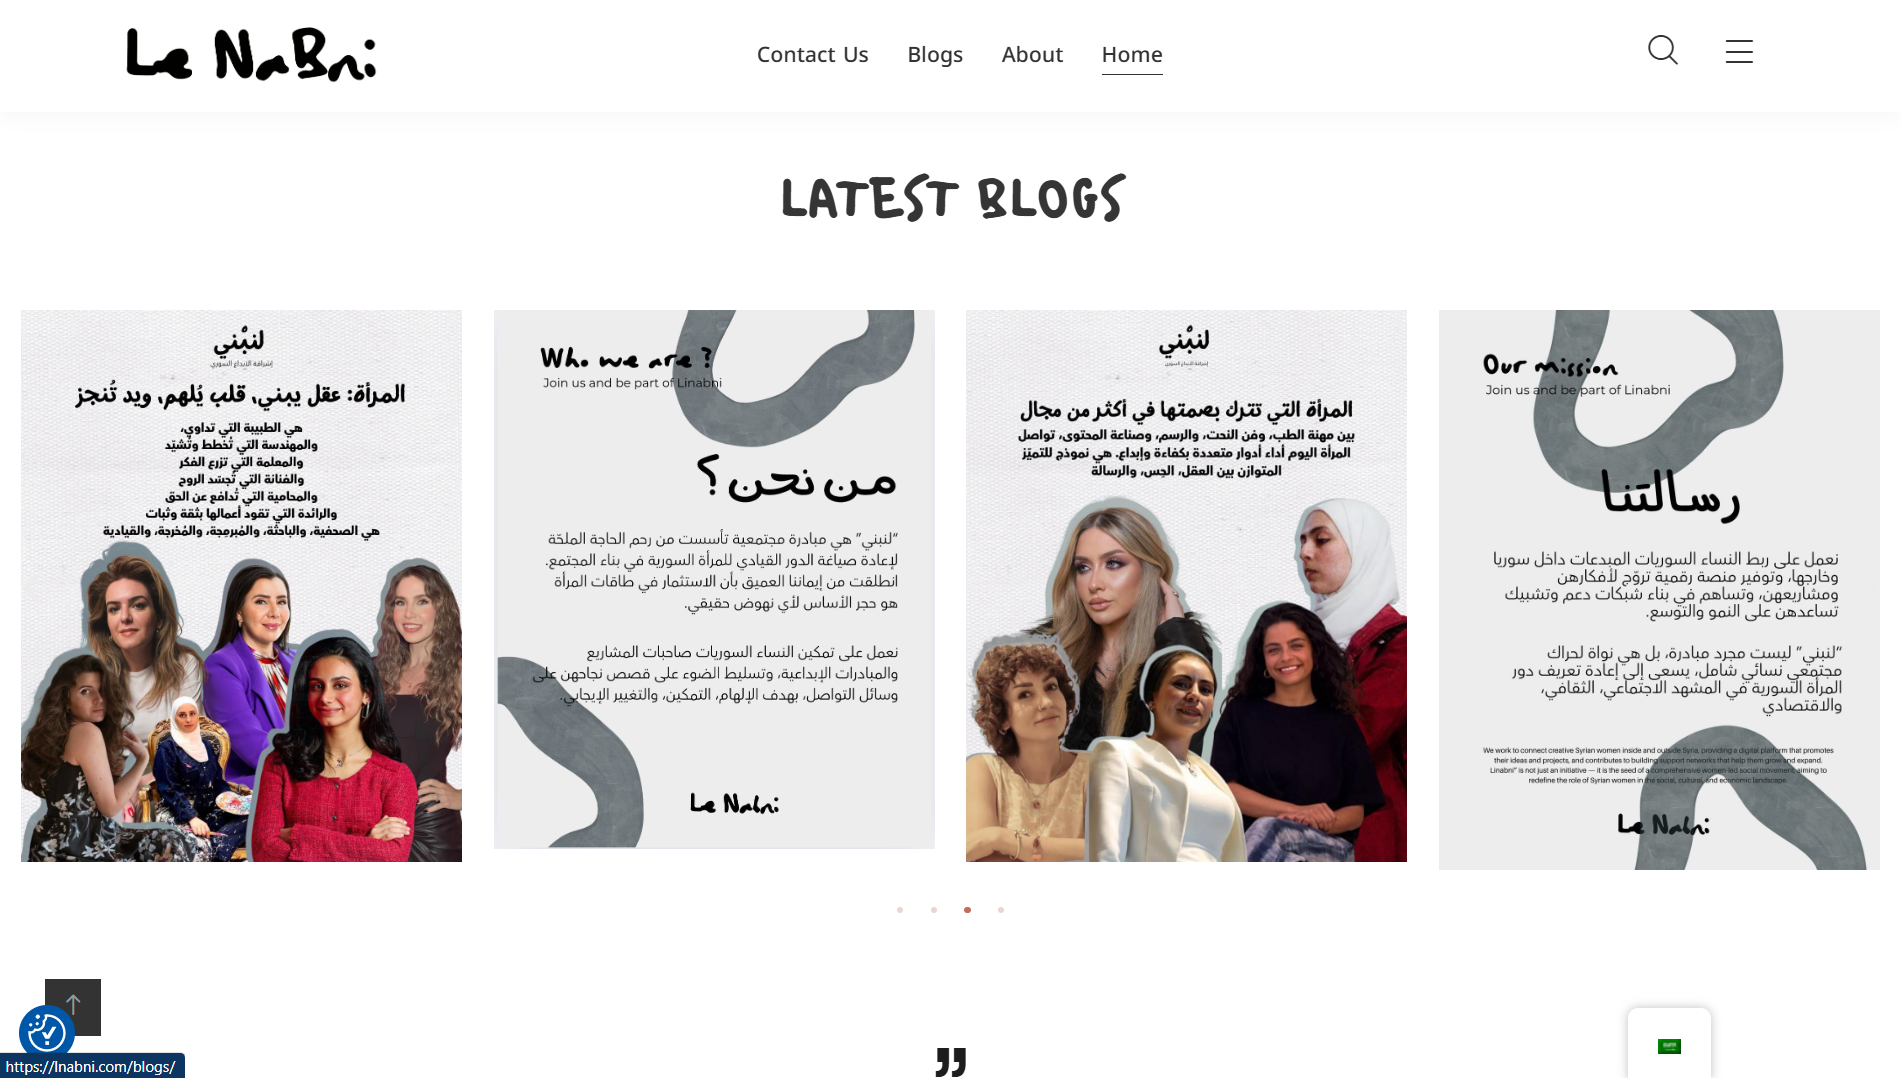 Le NaBni
Contact Us
Blogs
About
Home
LATEST BLOGS
لنبني
إشراقة الإبداع السوري
المرأة: عقل يبني، قلب يُلهم، ويد تُنجز
هي الطبيبة التي تداوي،
والمهندسة التي تُخطط وتُشيّد
والمعلمة التي تزرع الفكر
والفنانة التي تُجسّد الروح
والمحامية التي تُدافع عن الحق
والرائدة التي تقود أعمالها بثقة وثبات
هي الصحفية، والباحثة، والمُبرمِجة، والمُخرجة، والقيادية
Who we are ?
Join us and be part of Linabni
من نحن؟
“لنبني” هي مبادرة مجتمعية تأسست من رحم الحاجة الملحّة
لإعادة صياغة الدور القيادي للمرأة السورية في بناء المجتمع.
انطلقت من إيماننا العميق بأن الاستثمار في طاقات المرأة
هو حجر الأساس لأي نهوض حقيقي.
نعمل على تمكين النساء السوريات صاحبات المشاريع
والمبادرات الإبداعية، وتسليط الضوء على قصص نجاحهن على
وسائل التواصل، بهدف الإلهام، التمكين، والتغيير الإيجابي.
Le Nabni
لنبني
إشراقة الإبداع السوري
المرأة التي تترك بصمتها في أكثر من مجال
بين مهنة الطب، وفن النحت، والرسم، وصناعة المحتوى، تواصل
المرأة اليوم أداء أدوار متعددة بكفاءة وإبداع. هي نموذج للتميّز
المتوازن بين العقل، الحِس، والرسالة
Our mission
Join us and be part of Linabni
رسالتنا
نعمل على ربط النساء السوريات المبدعات داخل سوريا
وخارجها، وتوفير منصة رقمية تروّج لأفكارهن
ومشاريعهن، وتساهم في بناء شبكات دعم وتشبيك
تساعدهن على النمو والتوسع.
“لنبني” ليست مجرد مبادرة، بل هي نواة لحراك
مجتمعي نسائي شامل، يسعى إلى إعادة تعريف دور
المرأة السورية في المشهد الاجتماعي، الثقافي،
والاقتصادي
We work to connect creative Syrian women inside and outside Syria, providing a digital platform that promotes
their ideas and projects, and contributes to building support networks that help them grow and expand.
Linabni” is not just an initiative — it is the seed of a comprehensive women-led social movement aiming to
redefine the role of Syrian women in the social, cultural, and economic landscape.
Le Nabni
”
https://lnabni.com/blogs/